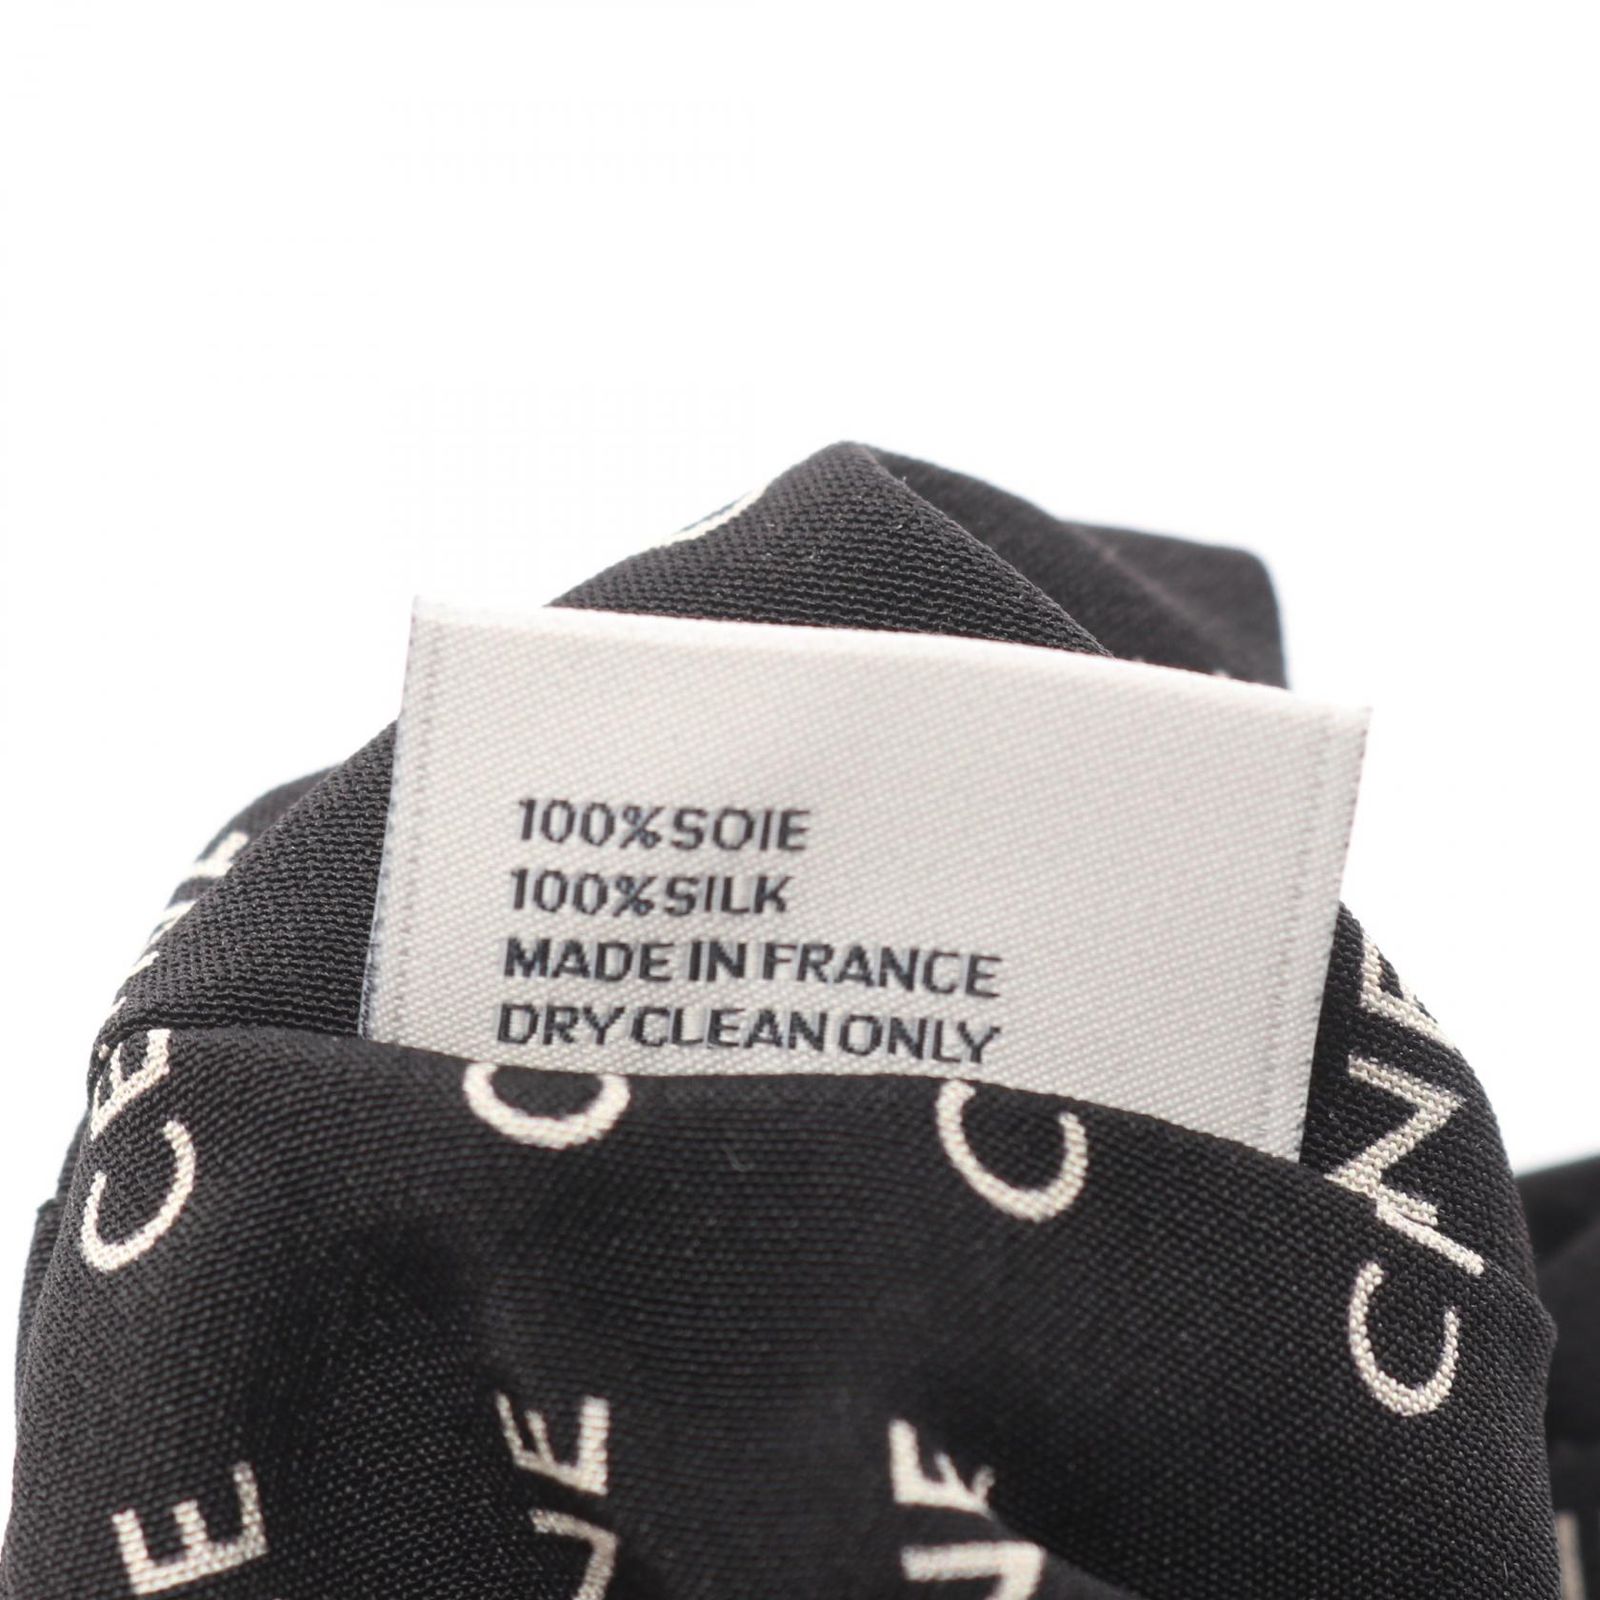 100%SOIE
100%SILK
MADE IN FRANCE
DRY CLEAN ONLY